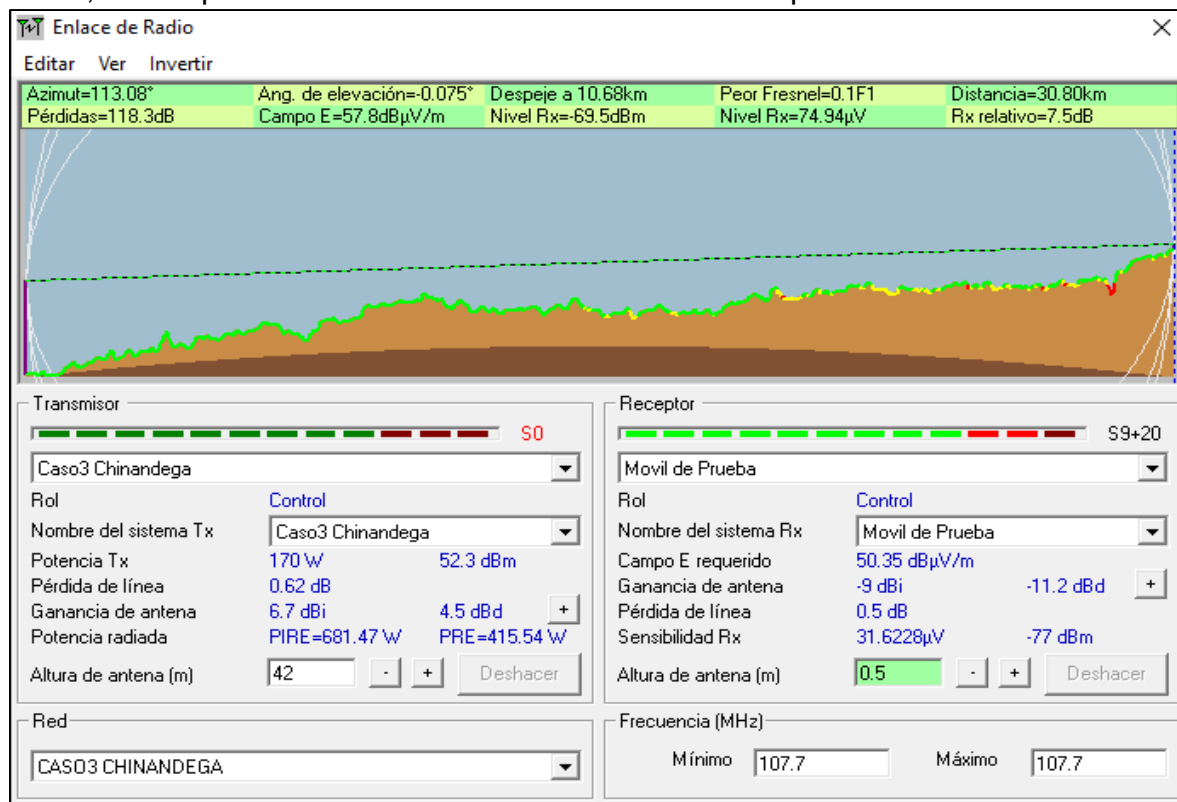 Enlace de Radio
Editar Ver Invertir
Azimut=113.08° Ang. de elevación=-0.075° Despeje a 10.68km Peor Fresnel=0.1F1 Distancia=30.80km
Pérdidas=118.3dB Campo E=57.8dBµV/m Nivel Rx=-69.5dBm Nivel Rx=74.94µV Rx relativo=7.5dB
Transmisor
S0
Caso3 Chinandega
Rol Control
Nombre del sistema Tx Caso3 Chinandega
Potencia Tx 170 W 52.3 dBm
Pérdida de línea 0.62 dB
Ganancia de antena 6.7 dBi 4.5 dBd +
Potencia radiada PIRE=681.47 W PRE=415.54 W
Altura de antena (m) 42 - + Deshacer
Receptor
S9+20
Movil de Prueba
Rol Control
Nombre del sistema Rx Movil de Prueba
Campo E requerido 50.35 dBµV/m
Ganancia de antena -9 dBi -11.2 dBd +
Pérdida de línea 0.5 dB
Sensibilidad Rx 31.6228µV -77 dBm
Altura de antena (m) 0.5 - + Deshacer
Red
CASO3 CHINANDEGA
Frecuencia (MHz)
Mínimo 107.7 Máximo 107.7